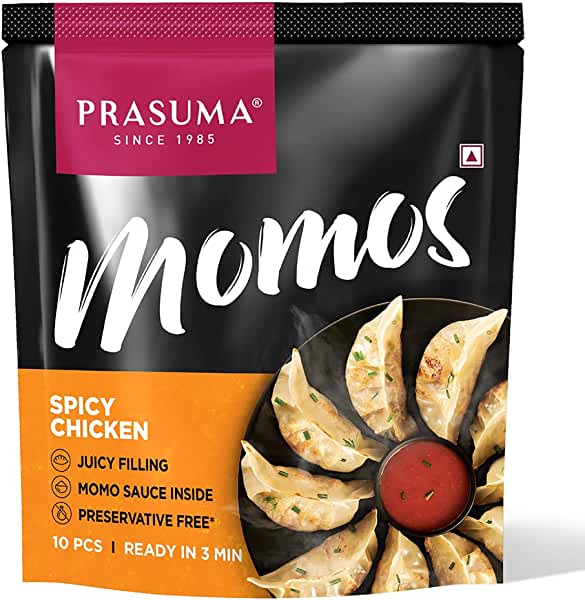 PRASUMA®
SINCE 1985
momos
SPICY
CHICKEN
JUICY FILLING
MOMO SAUCE INSIDE
PRESERVATIVE FREE*
10 PCS | READY IN 3 MIN